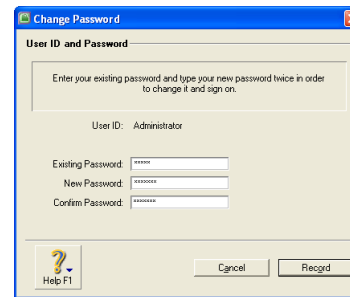 Change Password
User ID and Password
Enter your existing password and type your new password twice in order
to change it and sign on.
User ID: Administrator
Existing Password: *****
New Password: *******
Confirm Password: *******
Help F1
Cancel
Record